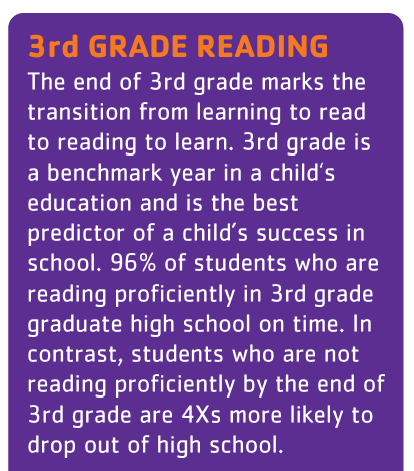 3rd GRADE READING
The end of 3rd grade marks the
transition from learning to read
to reading to learn. 3rd grade is
a benchmark year in a child‘s
education and is the best
predictor of a child’s success in
school. 96% of students who are
reading proficiently in 3rd grade
graduate high school on time. In
contrast, students who are not
reading proficiently by the end of
3rd grade are 4Xs more likely to
drop out of high school.